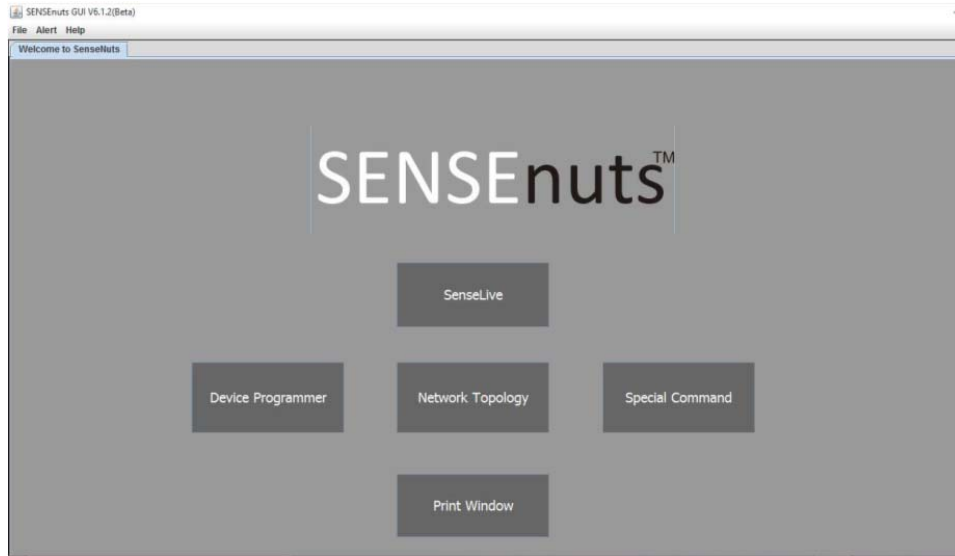 SENSEnuts GUI V6.1.2(Beta)
File Alert Help
Welcome to SenseNuts
SENSEnuts™
SenseLive
Device Programmer Network Topology Special Command
Print Window